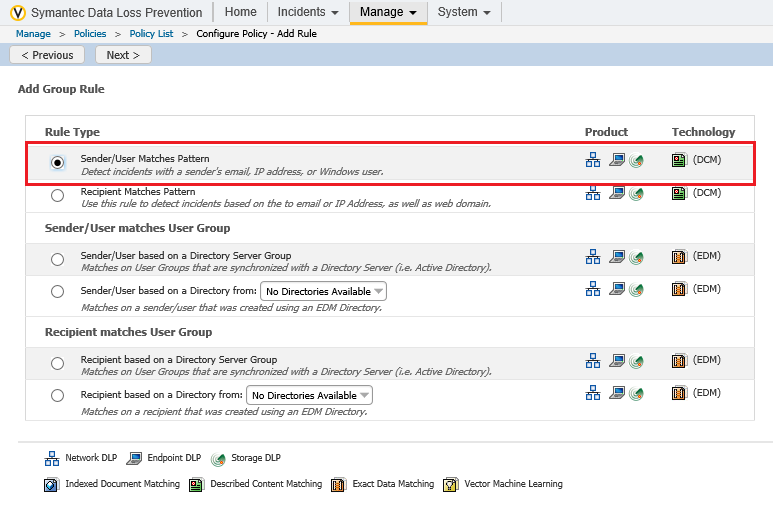 Symantec Data Loss Prevention Home Incidents Manage System
Manage > Policies > Policy List > Configure Policy - Add Rule
< Previous Next >
Add Group Rule
Rule Type Product Technology
Sender/User Matches Pattern (DCM)
Detect incidents with a sender's email, IP address, or Windows user.
Recipient Matches Pattern (DCM)
Use this rule to detect incidents based on the to email or IP Address, as well as web domain.
Sender/User matches User Group
Sender/User based on a Directory Server Group (EDM)
Matches on User Groups that are synchronized with a Directory Server (i.e. Active Directory).
Sender/User based on a Directory from: No Directories Available (EDM)
Matches on a sender/user that was created using an EDM Directory.
Recipient matches User Group
Recipient based on a Directory Server Group (EDM)
Matches on User Groups that are synchronized with a Directory Server (i.e. Active Directory).
Recipient based on a Directory from: No Directories Available (EDM)
Matches on a recipient that was created using an EDM Directory.
Network DLP Endpoint DLP Storage DLP
Indexed Document Matching Described Content Matching Exact Data Matching Vector Machine Learning